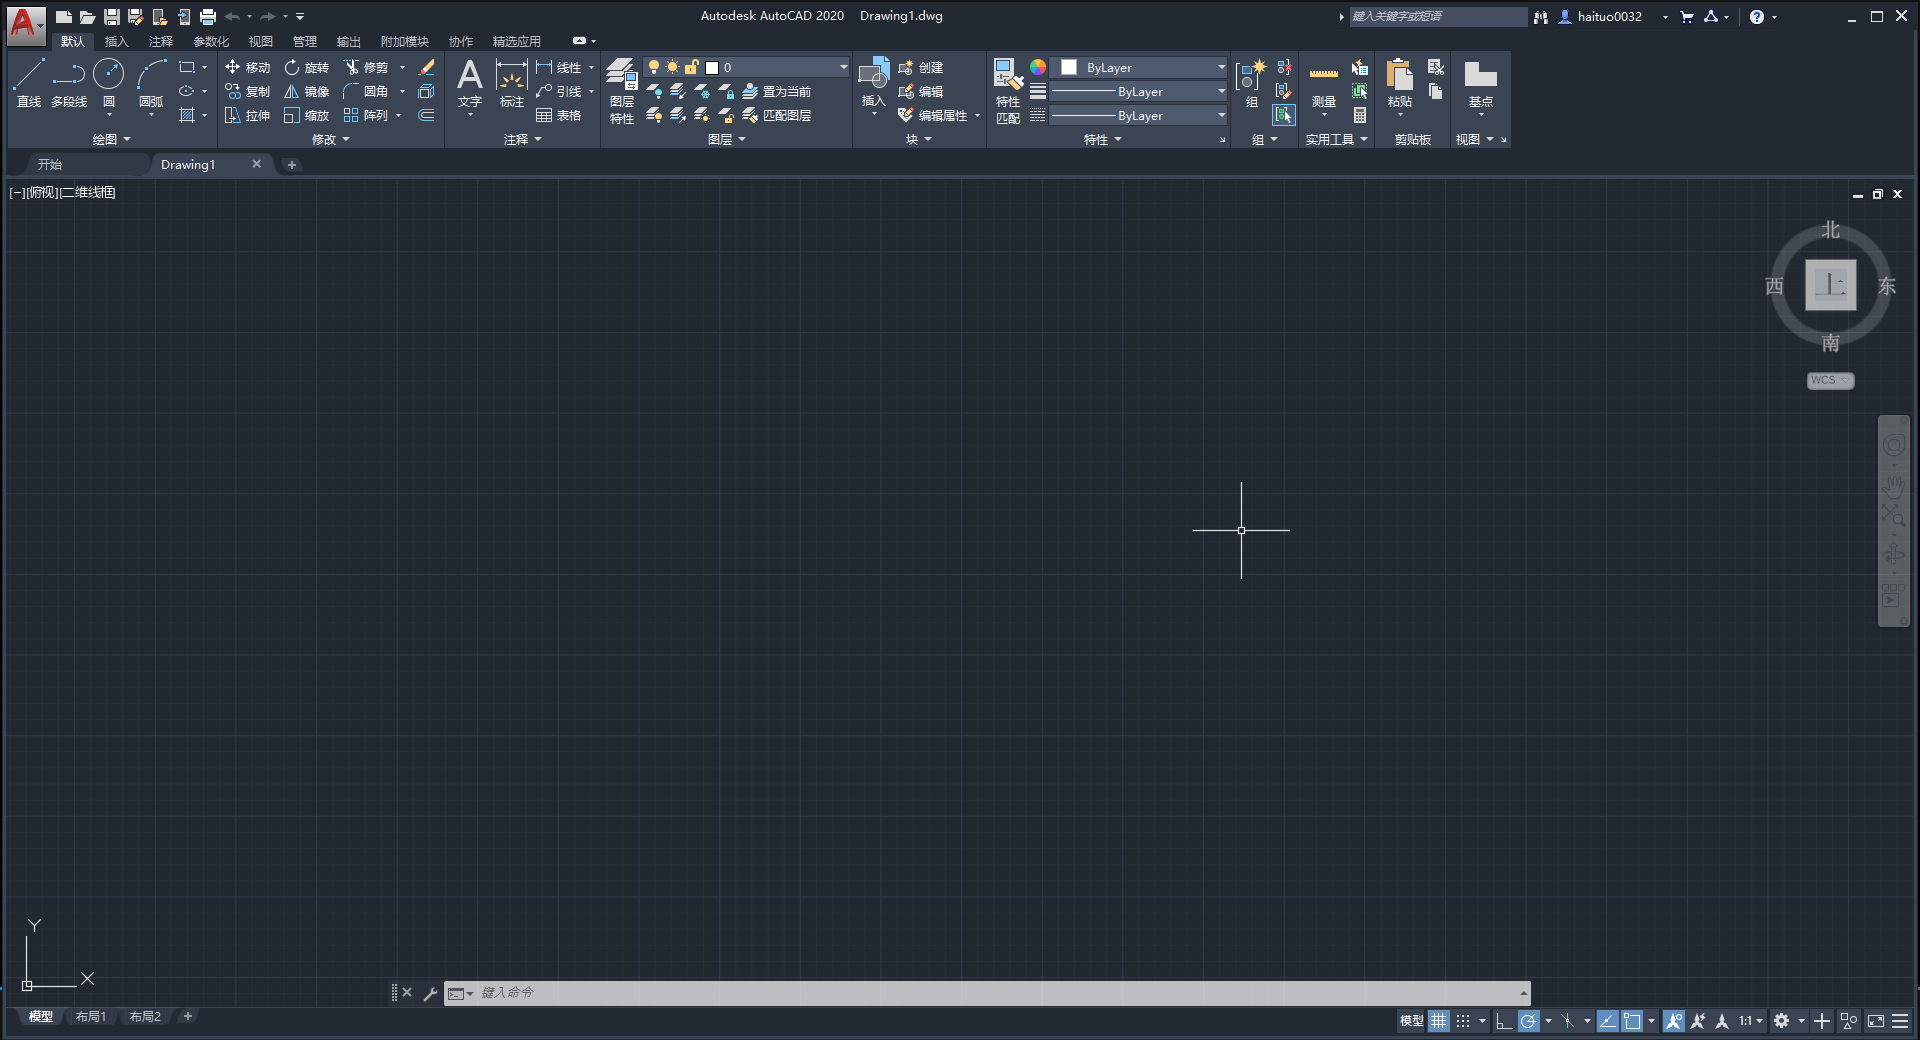 Autodesk AutoCAD 2020 Drawing1.dwg
键入关键字或短语
haituo0032
默认 插入 注释 参数化 视图 管理 输出 附加模块 协作 精选应用
直线 多段线 圆 圆弧
移动 旋转 修剪
复制 镜像 圆角
拉伸 缩放 阵列
绘图 修改
文字 标注
线性
引线
表格
注释
图层
特性
0
置为当前
匹配图层
图层
插入
创建
编辑
编辑属性
块
特性
匹配
ByLayer
ByLayer
ByLayer
特性
组
组
测量
实用工具
粘贴
剪贴板
基点
视图
开始 Drawing1
[−][俯视][二维线框]
北
西 上 东
南
WCS
Y
X
键入命令
模型 布局1 布局2
模型 1:1